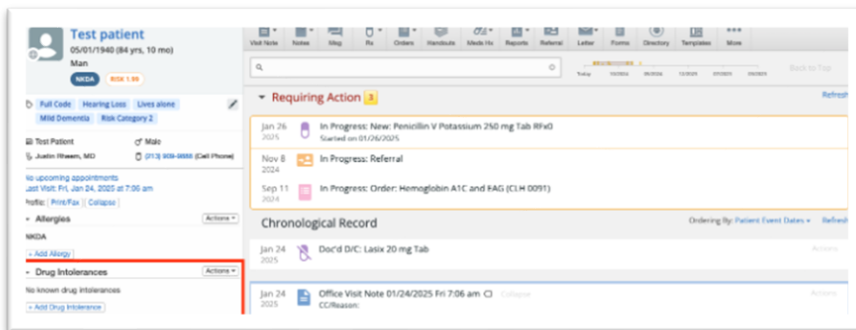 Test patient
05/01/1940 (84 yrs, 10 mo)
Man
NKDA RISK 1.99
Full Code Hearing Loss Lives alone
Mild Dementia Risk Category 2
Test Patient Male
Justin Rheem, MD (Cell Phone)
No upcoming appointments
Last Visit: Fri, Jan 24, 2025 at 7:06 am
Profile: [Print/Fax] [Collapse]
Allergies Actions
NKDA
+ Add Allergy
Drug Intolerances Actions
No known drug intolerances
+ Add Drug Intolerance
Visit Note Notes Msg Rx Orders Handouts Meds Hx Reports Referral Letter Forms Directory Templates More
Today
Back to Top
Requiring Action 3 Refresh
Jan 26 In Progress: New: Penicillin V Potassium 250 mg Tab RFx0
2025 Started on 01/26/2025
Nov 8 In Progress: Referral
2024
Sep 11 In Progress: Order: Hemoglobin A1C and EAG (CLH 0091)
2024
Chronological Record Ordering By: Patient Event Dates Refresh
Jan 24 Doc'd D/C: Lasix 20 mg Tab Actions
2025
Jan 24 Office Visit Note 01/24/2025 Fri 7:06 am Collapse Actions
2025 CC/Reason: